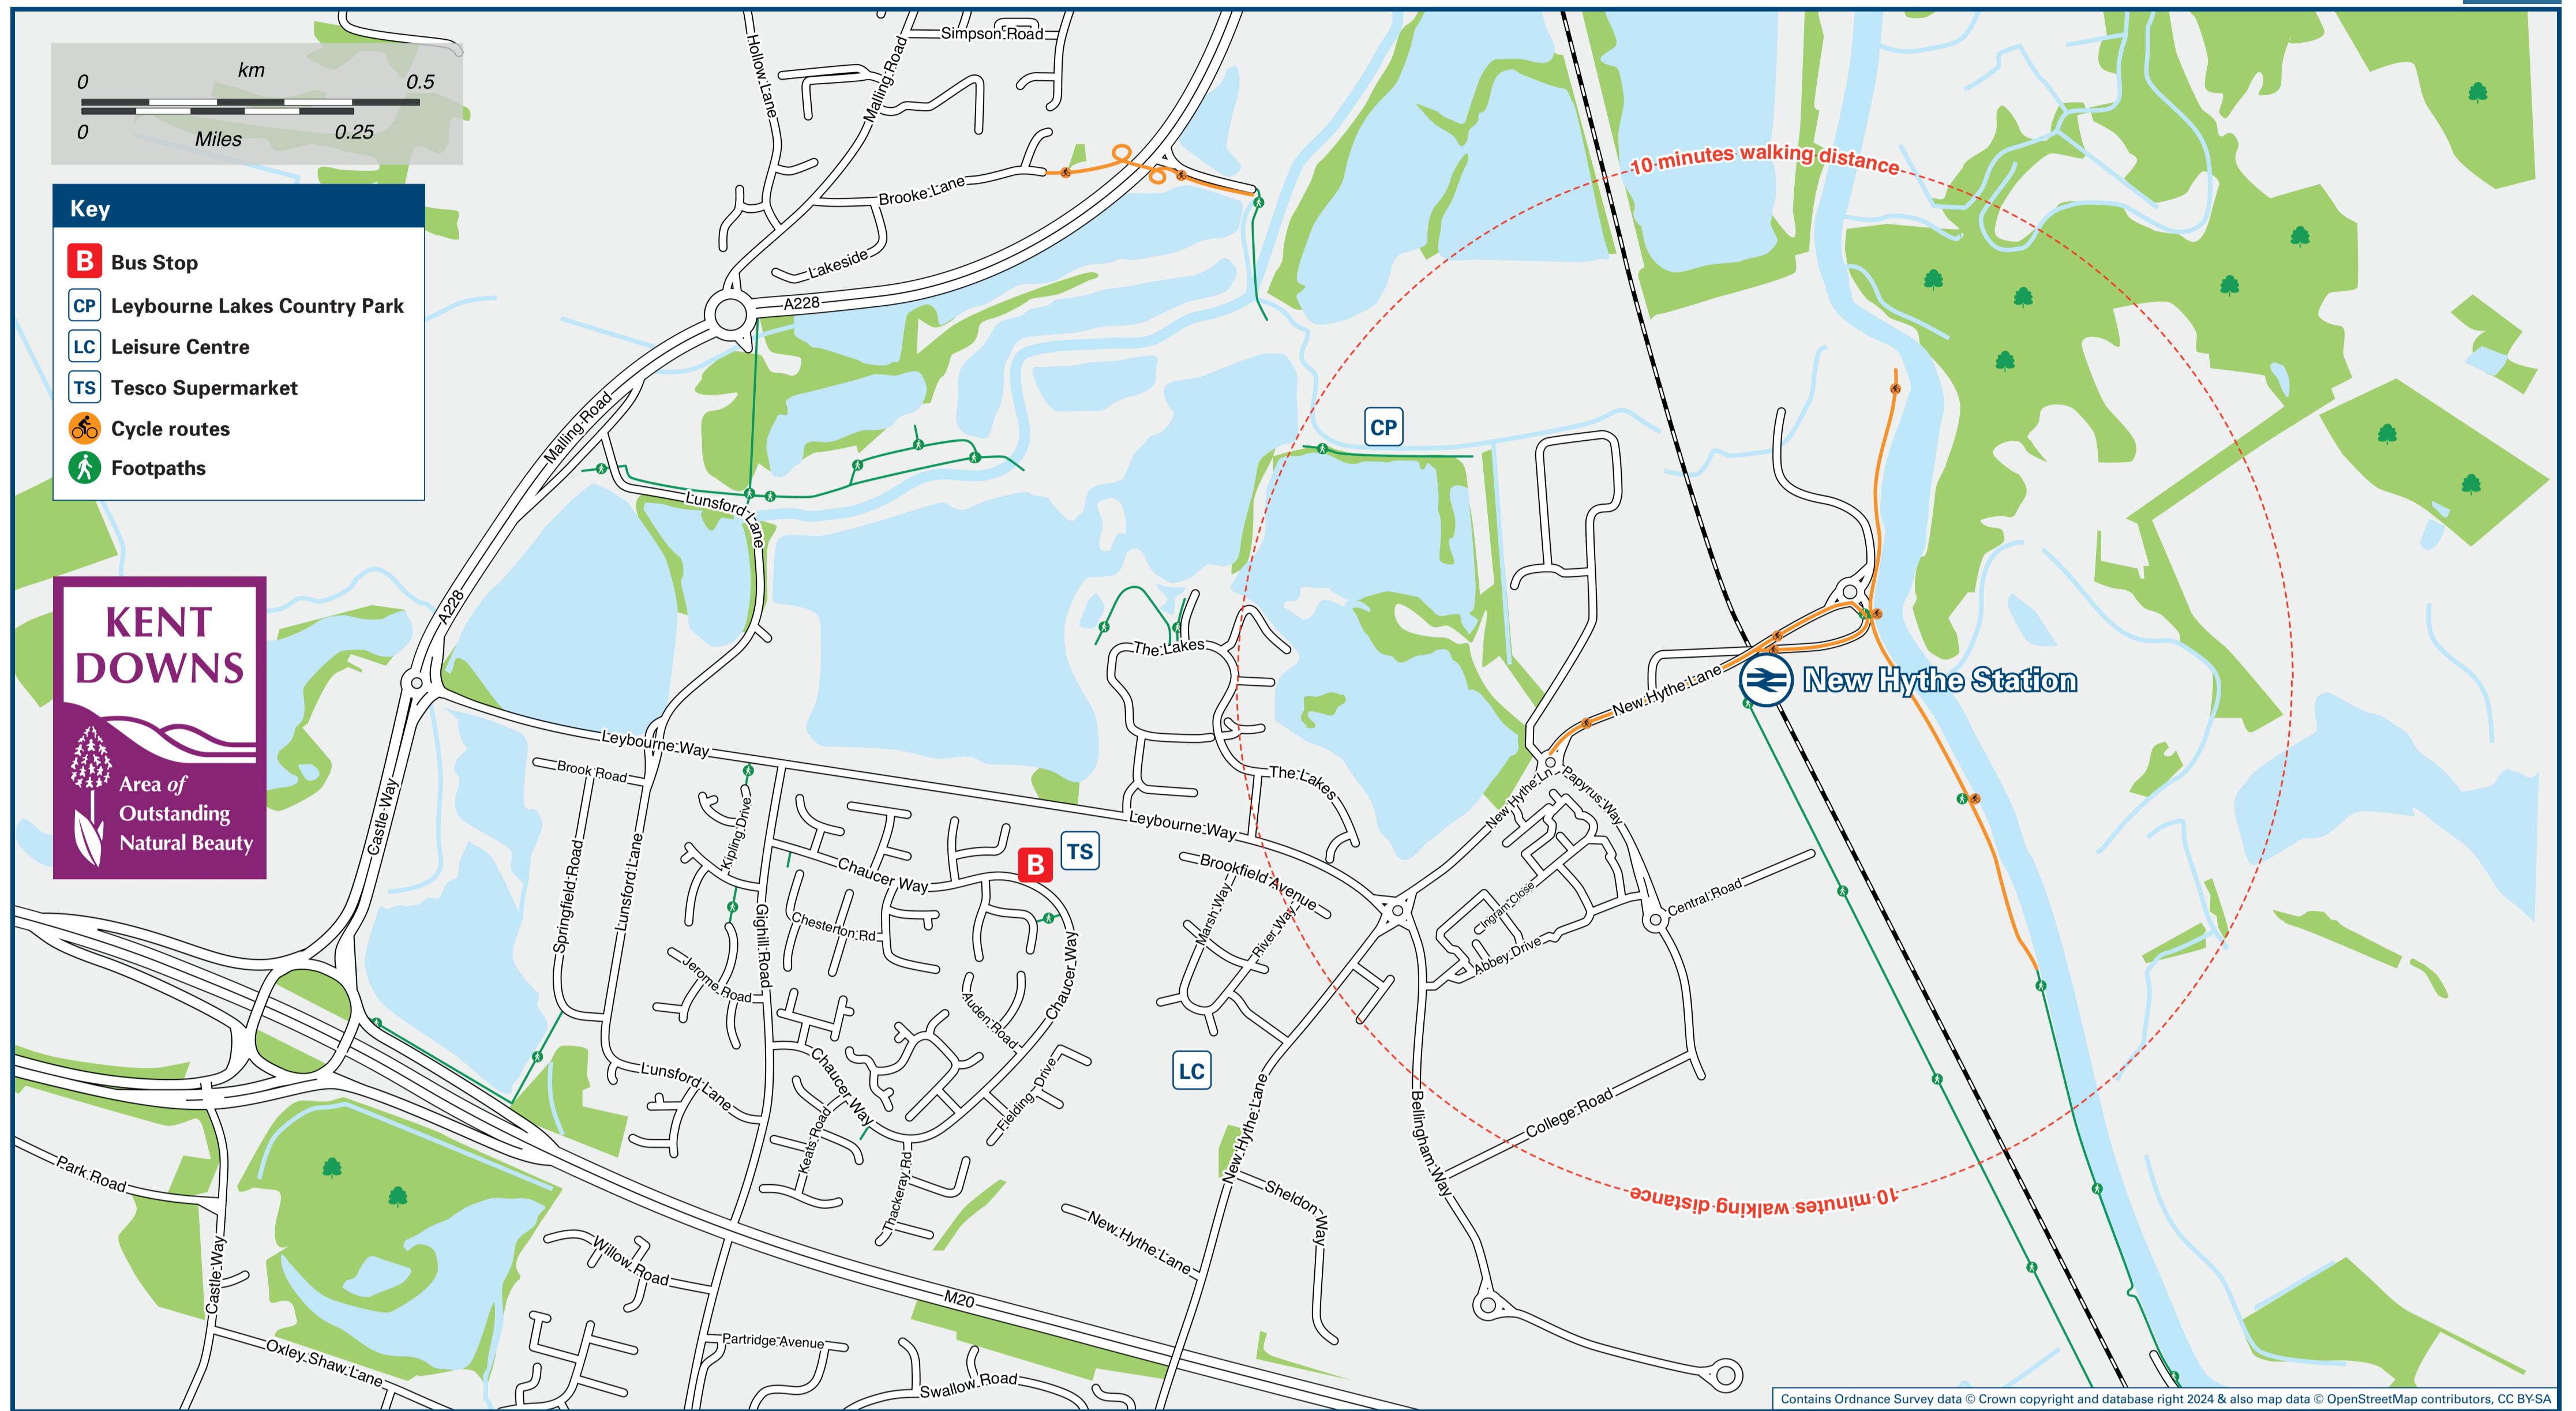 km
0
0.5
0
0.25
Miles
Key
B Bus Stop
CP Leybourne Lakes Country Park
LC Leisure Centre
TS Tesco Supermarket
Cycle routes
Footpaths
KENT
DOWNS
Area of
Outstanding
Natural Beauty
Hollow Lane
Malling Road
Simpson Road
Brooke Lane
Lakeside
A228
Malling Road
Lunsford Lane
A228
10 minutes walking distance
CP
The Lakes
New Hythe Lane
New Hythe Station
Leybourne Way
Brook Road
The Lakes
New Hythe Ln
Papyrus Way
Castle Way
Springfield Road
Lunsford Lane
Kipling Drive
Chaucer Way
B
TS
Leybourne Way
Brookfield Avenue
Marsh Way
River Way
Ingram Close
Abbey Drive
Central Road
Gighill Road
Chesterton Rd
Jerome Road
Auden Road
Chaucer Way
LC
Lunsford Lane
Chaucer Way
Keats Road
Fielding Drive
Thackeray Rd
New Hythe Lane
Bellingham Way
College Road
10 minutes walking distance
Park Road
Castle Way
Willow Road
New Hythe Lane
Sheldon Way
M20
Oxley Shaw Lane
Partridge Avenue
Swallow Road
Contains Ordnance Survey data © Crown copyright and database right 2024 & also map data © OpenStreetMap contributors, CC BY-SA